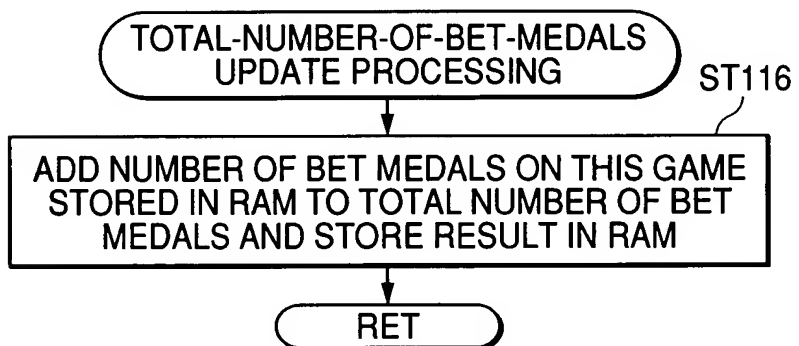 TOTAL-NUMBER-OF-BET-MEDALS
UPDATE PROCESSING
ST116
ADD NUMBER OF BET MEDALS ON THIS GAME
STORED IN RAM TO TOTAL NUMBER OF BET
MEDALS AND STORE RESULT IN RAM
RET